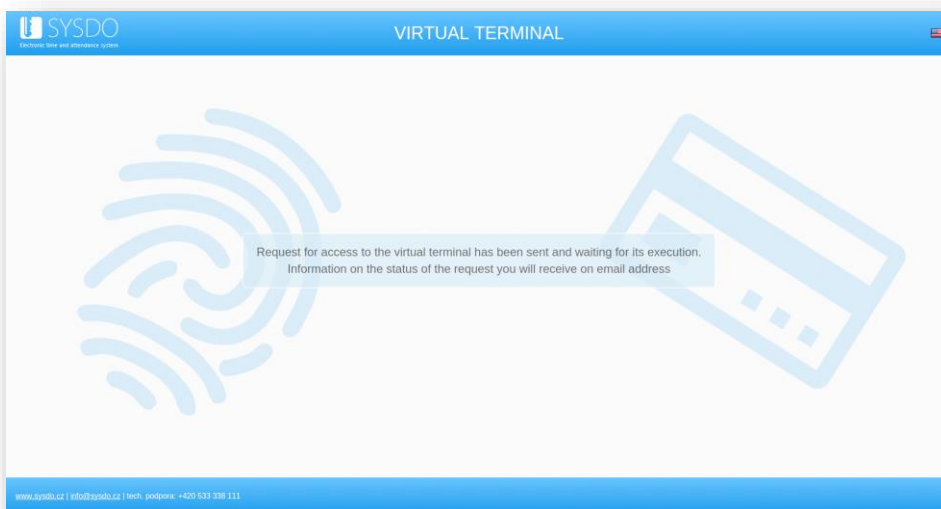 SYSDO
Electronic time and attendance system
VIRTUAL TERMINAL
Request for access to the virtual terminal has been sent and waiting for its execution.
Information on the status of the request you will receive on email address
www.sysdo.cz | info@sysdo.cz | tech. podpora: +420 533 338 111